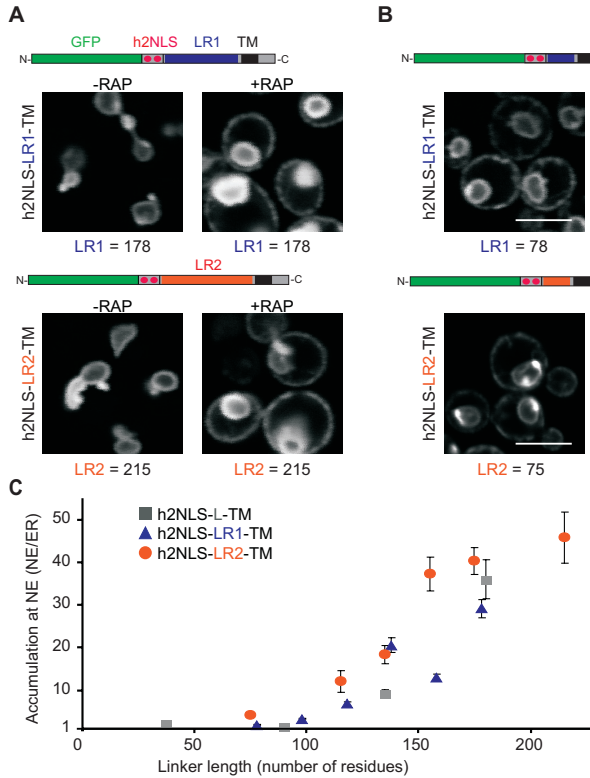 A
GFP h2NLS LR1 TM
N- -C
-RAP +RAP
h2NLS-LR1-TM
LR1 = 178 LR1 = 178
LR2
N- -C
-RAP +RAP
h2NLS-LR2-TM
LR2 = 215 LR2 = 215
B
N-
h2NLS-LR1-TM
LR1 = 78
N-
h2NLS-LR2-TM
LR2 = 75
C
h2NLS-L-TM
h2NLS-LR1-TM
h2NLS-LR2-TM
Accumulation at NE (NE/ER)
50
40
30
20
10
1
0 50 100 150 200
Linker length (number of residues)